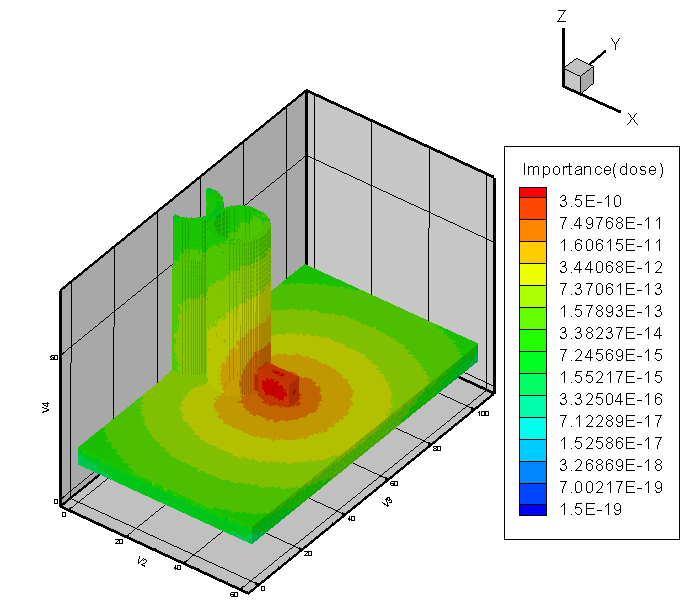 Z
Y
X
Importance(dose)
3.5E-10
7.49768E-11
1.60615E-11
3.44068E-12
7.37061E-13
1.57893E-13
3.38237E-14
7.24569E-15
1.55217E-15
3.32504E-16
7.12289E-17
1.52586E-17
3.26869E-18
7.00217E-19
1.5E-19
V4
50
0
0
20
V2
40
60
0
20
40
V3
60
80
100